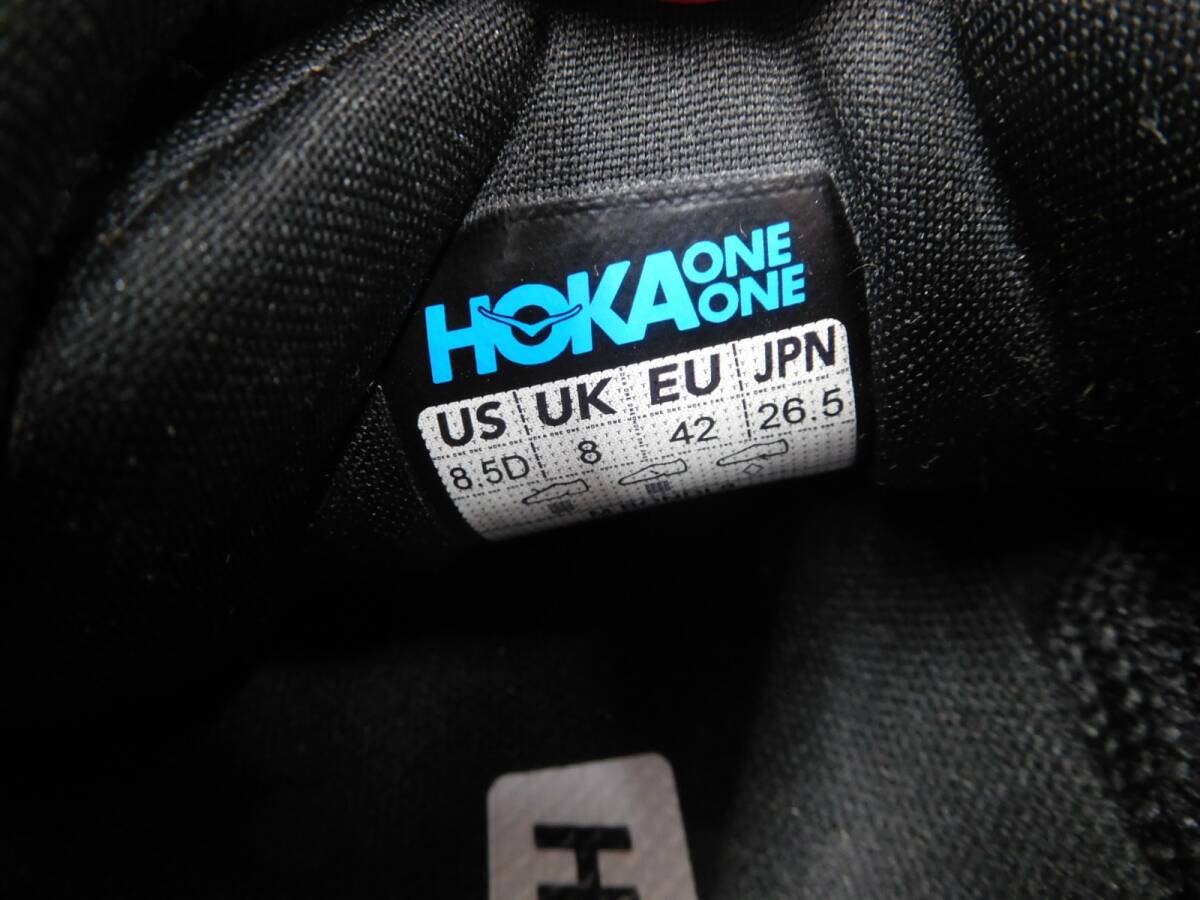 HOKA ONE ONE
US UK EU JPN
8.5D 8 42 26.5
H